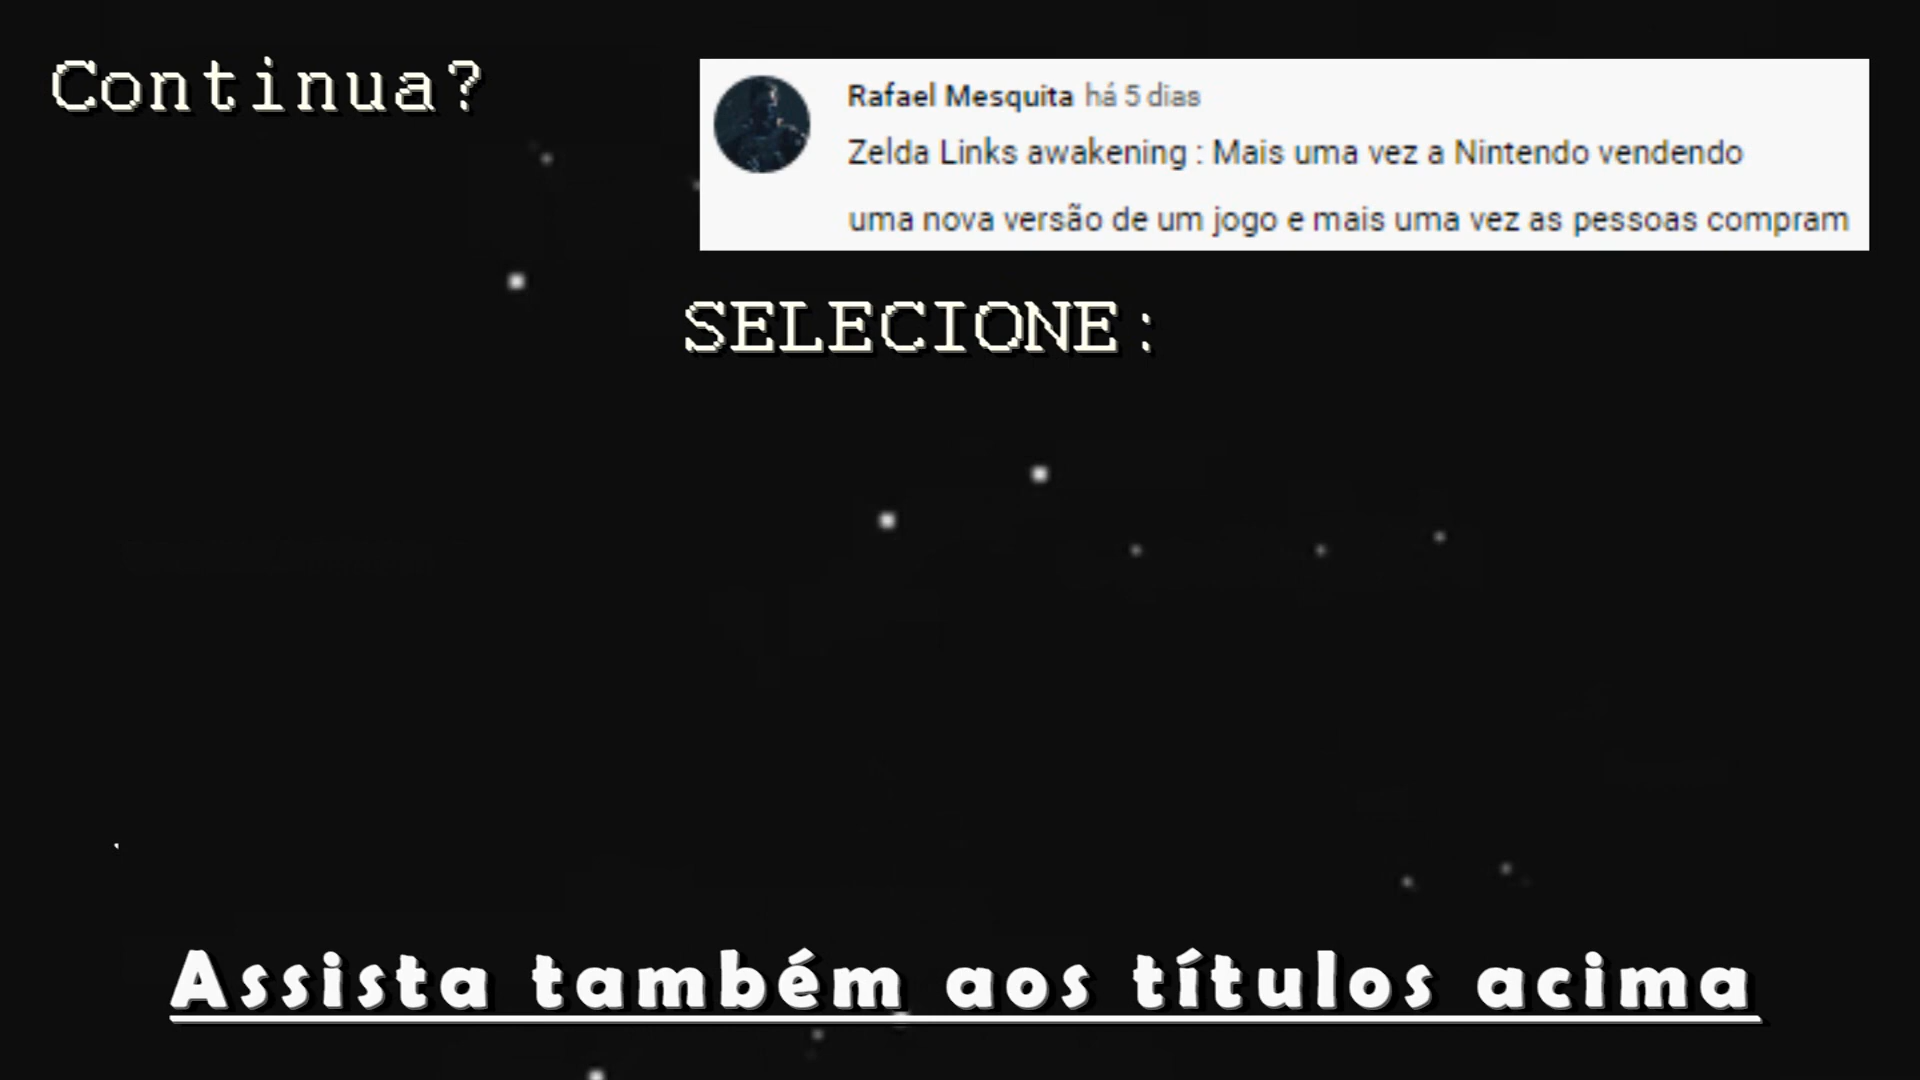 Continua?
Rafael Mesquita há 5 dias
Zelda Links awakening : Mais uma vez a Nintendo vendendo
uma nova versão de um jogo e mais uma vez as pessoas compram
SELECIONE:
Assista também aos títulos acima